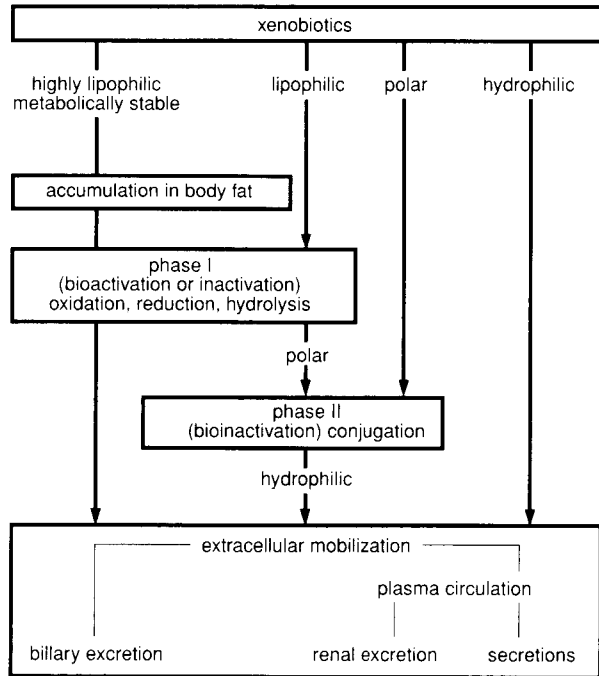 xenobiotics
highly lipophilic
metabolically stable
lipophilic
polar
hydrophilic
accumulation in body fat
phase I
(bioactivation or inactivation)
oxidation, reduction, hydrolysis
polar
phase II
(bioinactivation) conjugation
hydrophilic
extracellular mobilization
plasma circulation
billary excretion
renal excretion
secretions